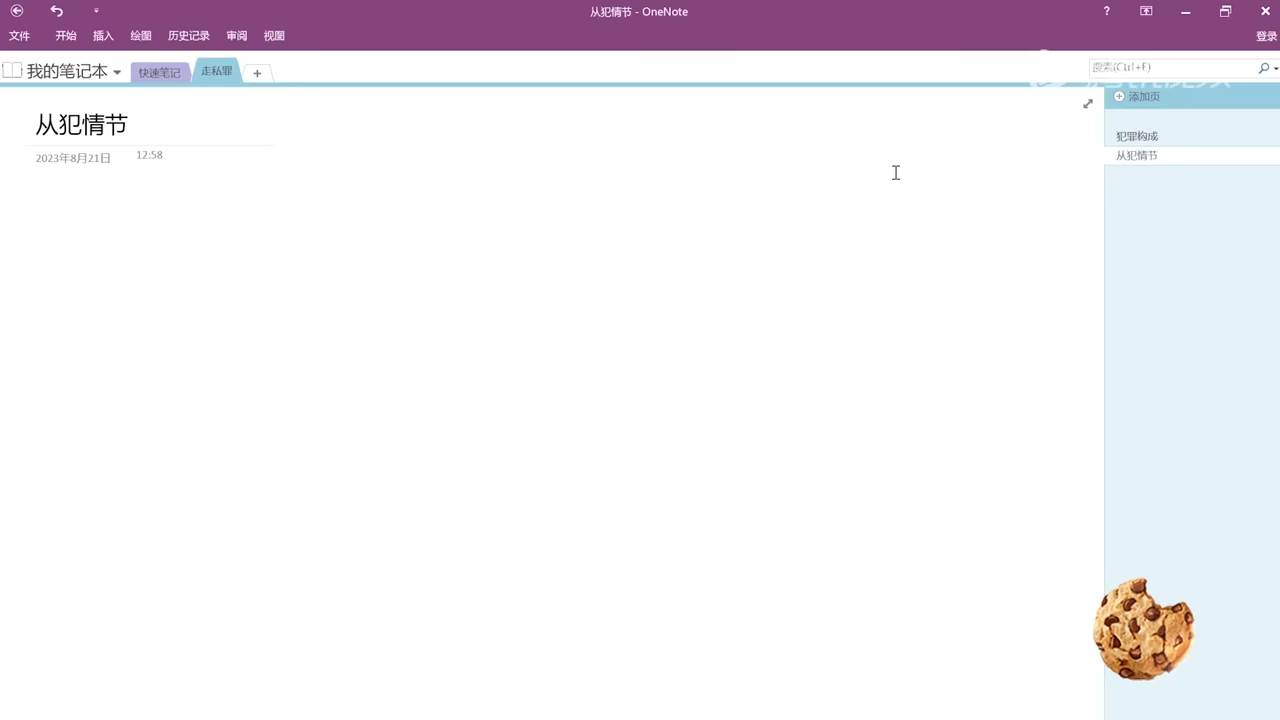 从犯情节 - OneNote
?
文件 开始 插入 绘图 历史记录 审阅 视图 登录
我的笔记本 快速笔记 走私罪 + 搜索(Ctrl+E)
添加页
从犯情节
2023年8月21日 12:58
犯罪构成
从犯情节